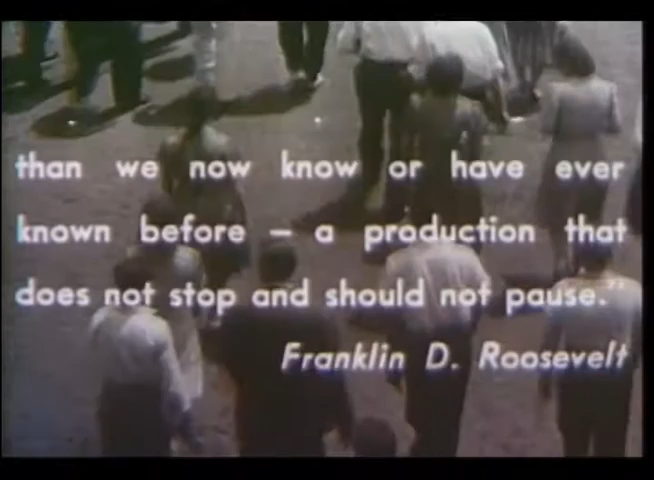 than we now know or have ever
known before — a production that
does not stop and should not pause."
Franklin D. Roosevelt